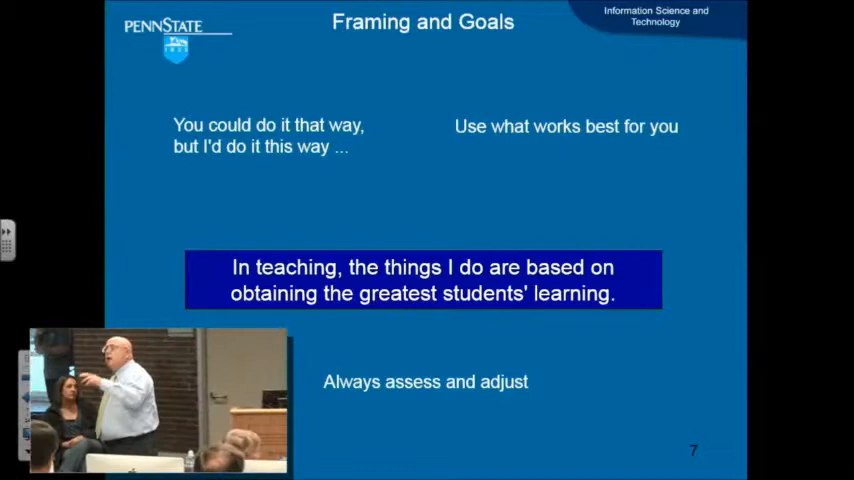 PENNSTATE
1855
Framing and Goals
Information Science and
Technology
You could do it that way,
but I'd do it this way ...
Use what works best for you
In teaching, the things I do are based on
obtaining the greatest students' learning.
Always assess and adjust
7